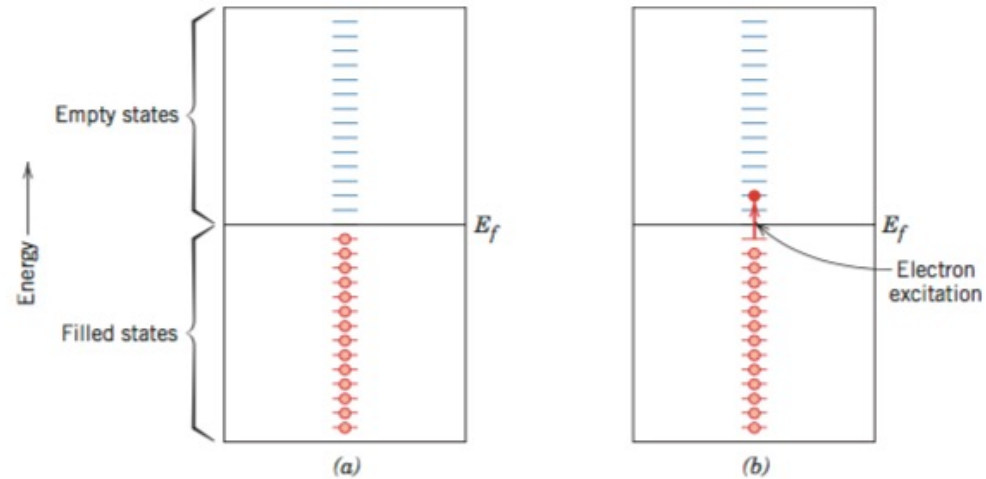 Empty states
Energy
Filled states
E_f
(a)
E_f
Electron
excitation
(b)